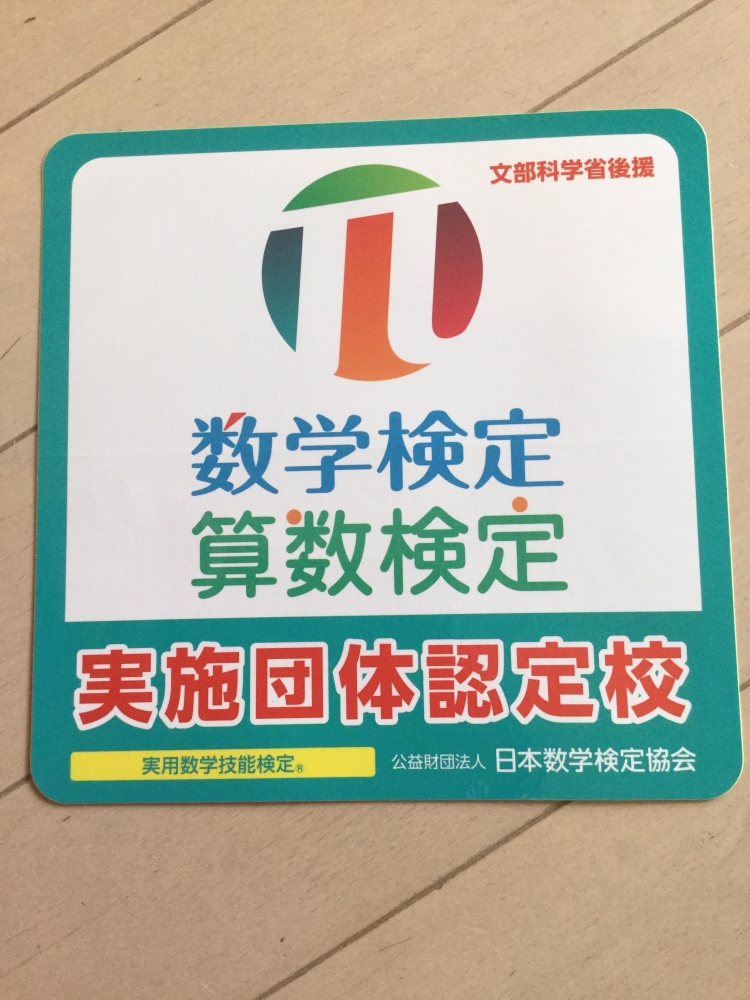 文部科学省後援
数学検定
算数検定
実施団体認定校
実用数学技能検定®
公益財団法人 日本数学検定協会